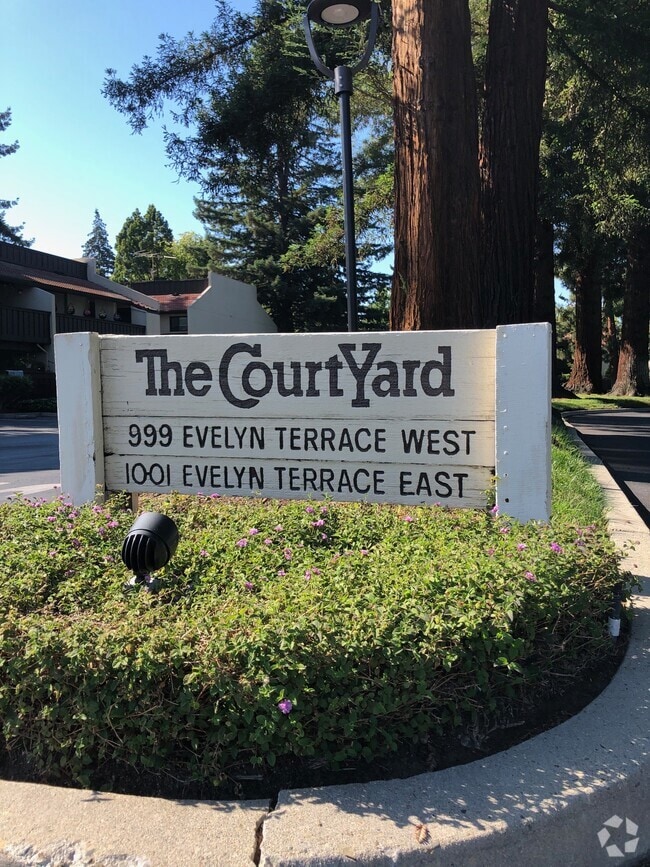 The CourtYard
999 EVELYN TERRACE WEST
1001 EVELYN TERRACE EAST